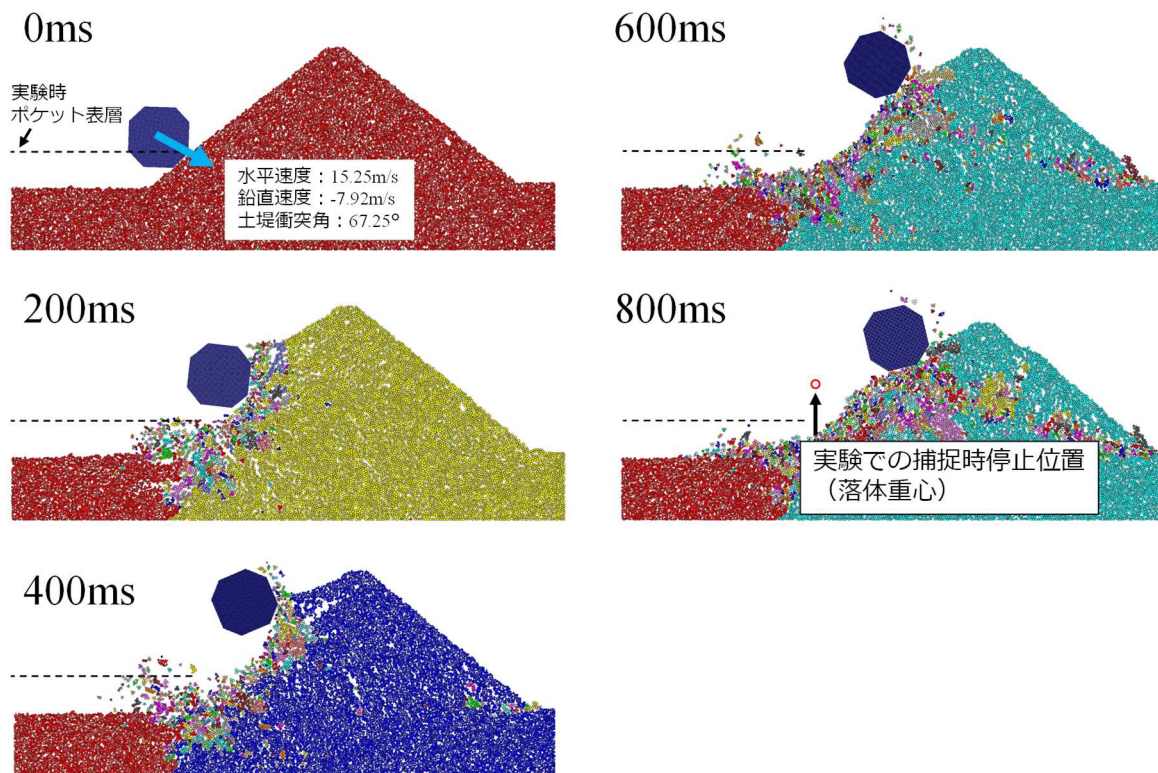 0ms
実験時
ポケット表層
水平速度：15.25m/s
鉛直速度：-7.92m/s
土堤衝突角：67.25°
200ms
400ms
600ms
800ms
実験での捕捉時停止位置
（落体重心）